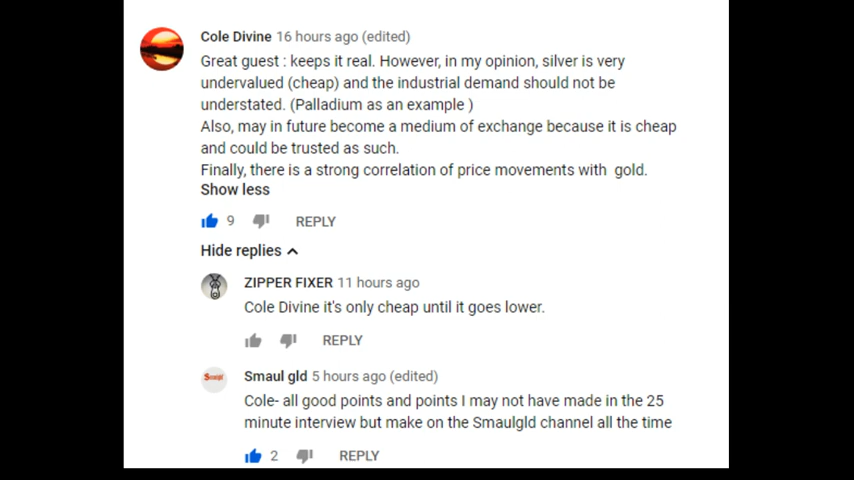 Cole Divine 16 hours ago (edited)
Great guest : keeps it real. However, in my opinion, silver is very
undervalued (cheap) and the industrial demand should not be
understated. (Palladium as an example )
Also, may in future become a medium of exchange because it is cheap
and could be trusted as such.
Finally, there is a strong correlation of price movements with gold.
Show less
9 REPLY
Hide replies
ZIPPER FIXER 11 hours ago
Cole Divine it's only cheap until it goes lower.
REPLY
Smaul gld 5 hours ago (edited)
Cole- all good points and points I may not have made in the 25
minute interview but make on the Smaulgld channel all the time
2 REPLY